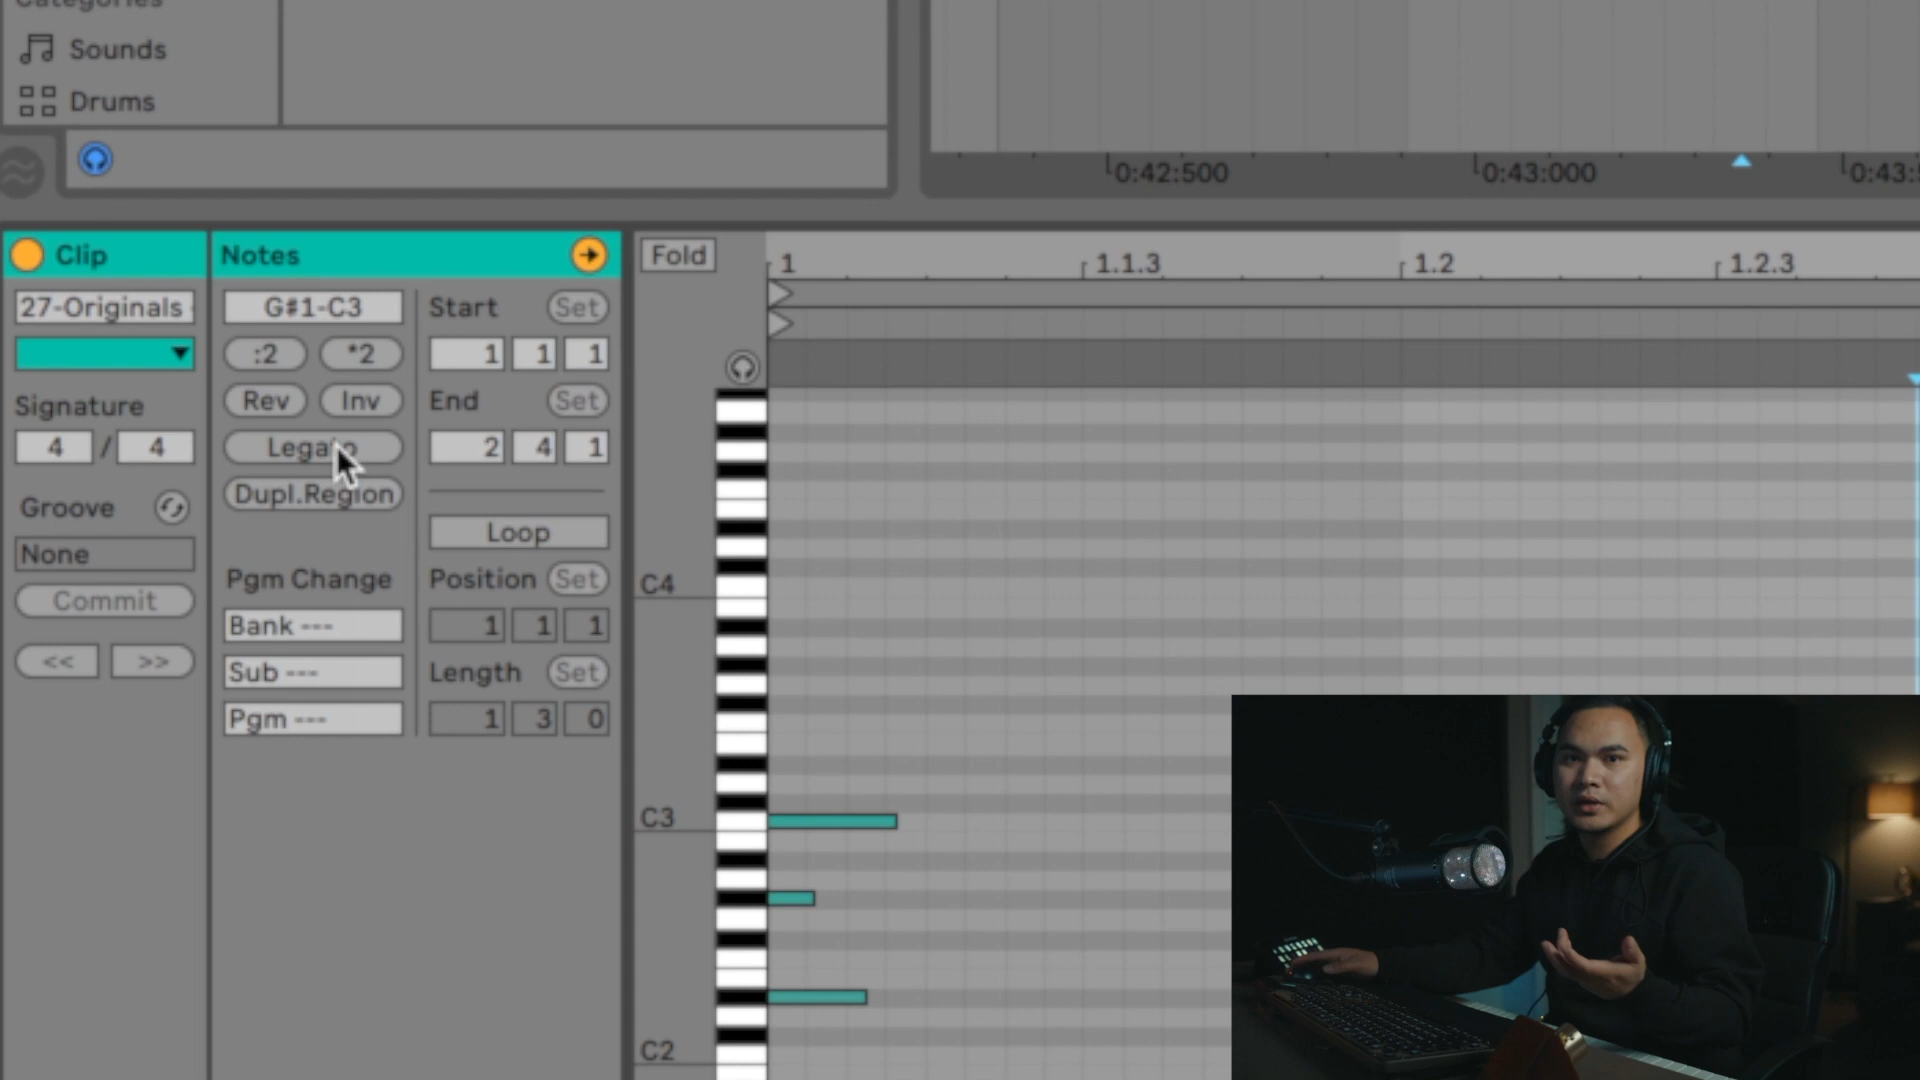 Categories
Sounds
Drums
0:42:500
0:43:000
0:43:
Clip
Notes
Fold
1
1.1.3
1.2
1.2.3
27-Originals
G#1-C3
Start
Set
:2
*2
1
1
1
Signature
Rev
Inv
End
Set
4
/
4
Legato
2
4
1
Groove
Dupl.Region
Loop
None
Pgm Change
Position
Set
C4
Commit
Bank ---
1
1
1
<<
>>
Sub ---
Length
Set
Pgm ---
1
3
0
C3
C2